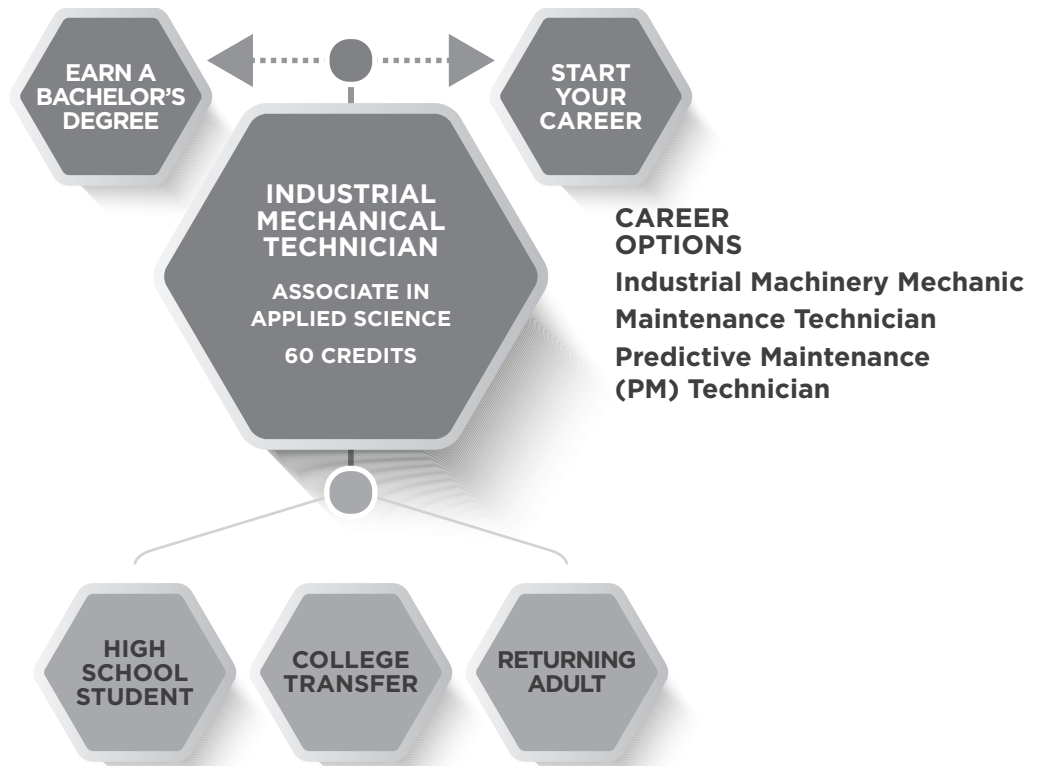 EARN A
BACHELOR'S
DEGREE
START
YOUR
CAREER
INDUSTRIAL
MECHANICAL
TECHNICIAN
ASSOCIATE IN
APPLIED SCIENCE
60 CREDITS
CAREER
OPTIONS
Industrial Machinery Mechanic
Maintenance Technician
Predictive Maintenance
(PM) Technician
HIGH
SCHOOL
STUDENT
COLLEGE
TRANSFER
RETURNING
ADULT